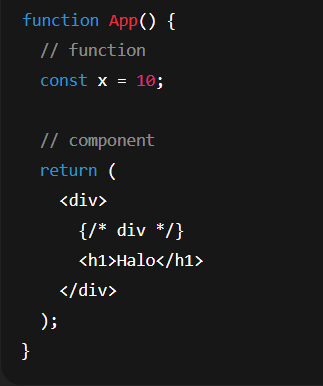 function App() {
  // function
  const x = 10;

  // component
  return (
    <div>
      {/* div */}
      <h1>Halo</h1>
    </div>
  );
}